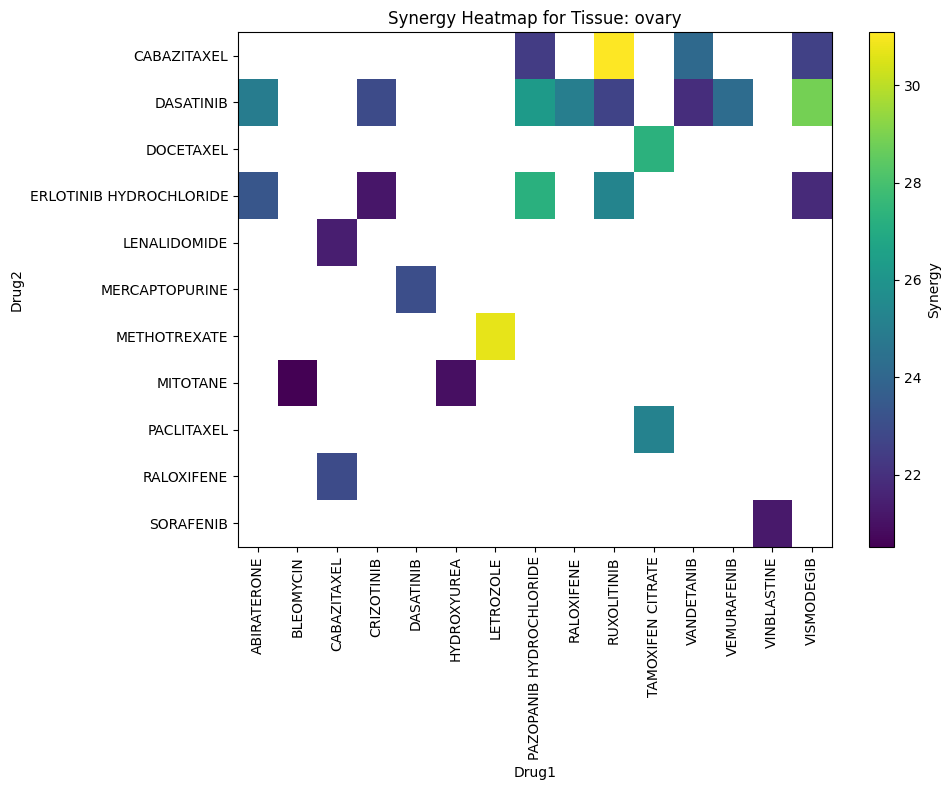 Synergy Heatmap for Tissue: ovary
Drug2
CABAZITAXEL
DASATINIB
DOCETAXEL
ERLOTINIB HYDROCHLORIDE
LENALIDOMIDE
MERCAPTOPURINE
METHOTREXATE
MITOTANE
PACLITAXEL
RALOXIFENE
SORAFENIB
ABIRATERONE
BLEOMYCIN
CABAZITAXEL
CRIZOTINIB
DASATINIB
HYDROXYUREA
LETROZOLE
PAZOPANIB HYDROCHLORIDE
RALOXIFENE
RUXOLITINIB
TAMOXIFEN CITRATE
VANDETANIB
VEMURAFENIB
VINBLASTINE
VISMODEGIB
Drug1
30
28
26
24
22
Synergy